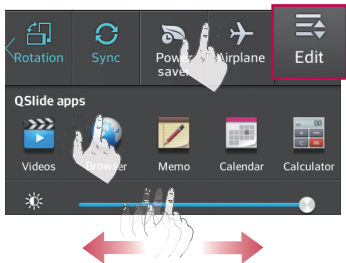 Rotation Sync Power saver Airplane Edit
QSlide apps
Videos Browser Memo Calendar Calculator